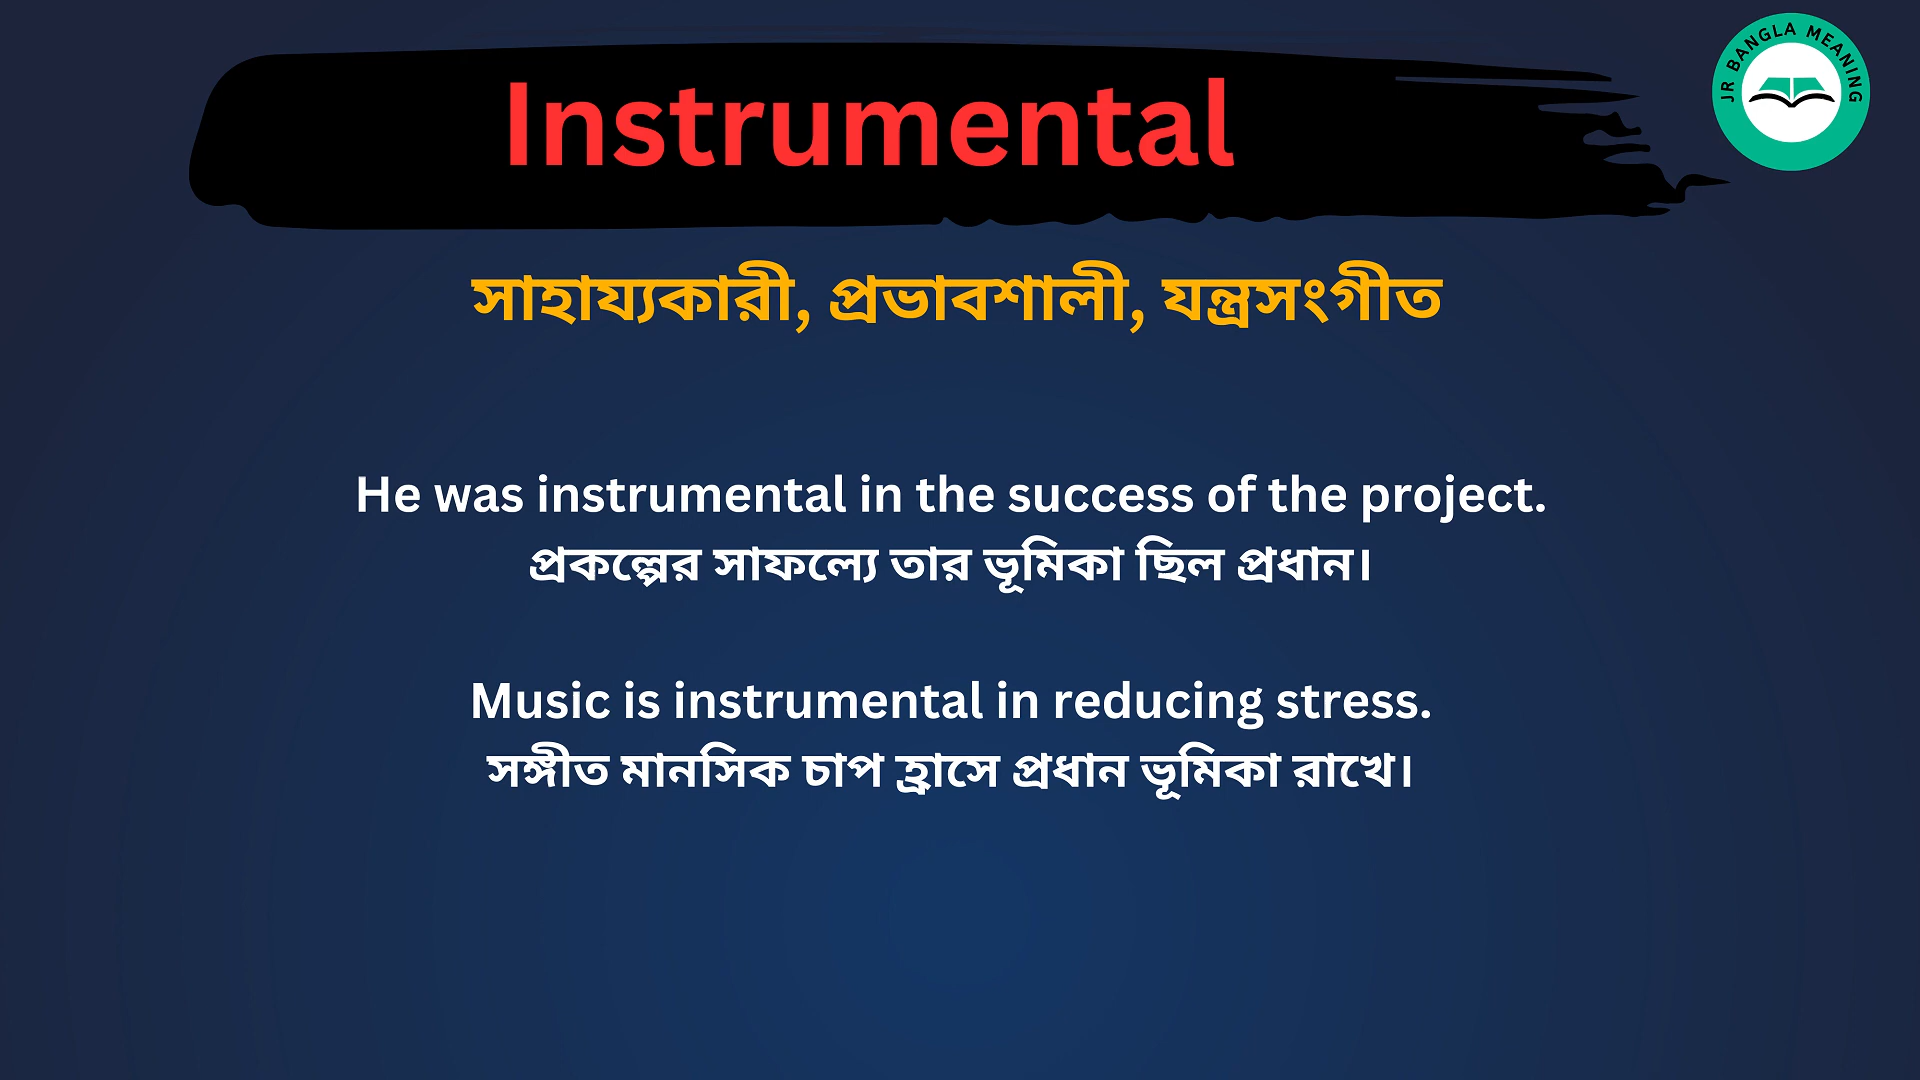 Instrumental
JR BANGLA MEANING
সাহায্যকারী, প্রভাবশালী, যন্ত্রসংগীত
He was instrumental in the success of the project.
প্রকল্পের সাফল্যে তার ভূমিকা ছিল প্রধান।
Music is instrumental in reducing stress.
সঙ্গীত মানসিক চাপ হ্রাসে প্রধান ভূমিকা রাখে।